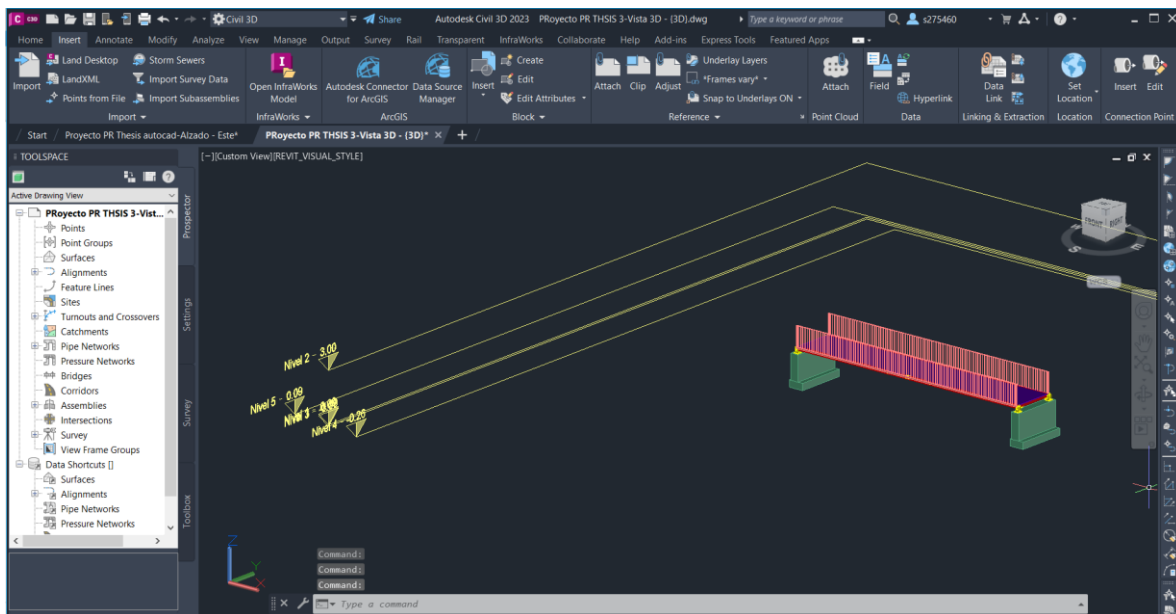 C C3D Civil 3D Share Autodesk Civil 3D 2023 PRoyecto PR THSIS 3-Vista 3D - {3D}.dwg Type a keyword or phrase s275460
Home Insert Annotate Modify Analyze View Manage Output Survey Rail Transparent InfraWorks Collaborate Help Add-ins Express Tools Featured Apps
Land Desktop Storm Sewers Create Underlay Layers
LandXML Import Survey Data Edit *Frames vary*
Import Open InfraWorks Autodesk Connector Data Source Insert Attach Clip Adjust Attach Field Data Set Insert Edit
Points from File Import Subassemblies Model for ArcGIS Manager Edit Attributes Snap to Underlays ON Hyperlink Link Location
Import InfraWorks ArcGIS Block Reference Point Cloud Data Linking & Extraction Location Connection Point
Start Proyecto PR Thesis autocad-Alzado - Este* PRoyecto PR THSIS 3-Vista 3D - {3D}*
TOOLSPACE
[−][Custom View][REVIT_VISUAL_STYLE]
Active Drawing View
PRoyecto PR THSIS 3-Vist...
Points
Point Groups
Surfaces
Alignments
Feature Lines
Sites
Turnouts and Crossovers
Catchments
Pipe Networks
Pressure Networks
Bridges
Corridors
Assemblies
Intersections
Survey
View Frame Groups
Data Shortcuts []
Surfaces
Alignments
Pipe Networks
Pressure Networks
Prospector
Settings
Survey
Toolbox
FRONT RIGHT
S E
Nivel 2 - 3.00
Nivel 5 - 0.09
Nivel 3 -
Nivel 4 - -0.26
Z
Y
X
Command:
Command:
Command:
Type a command